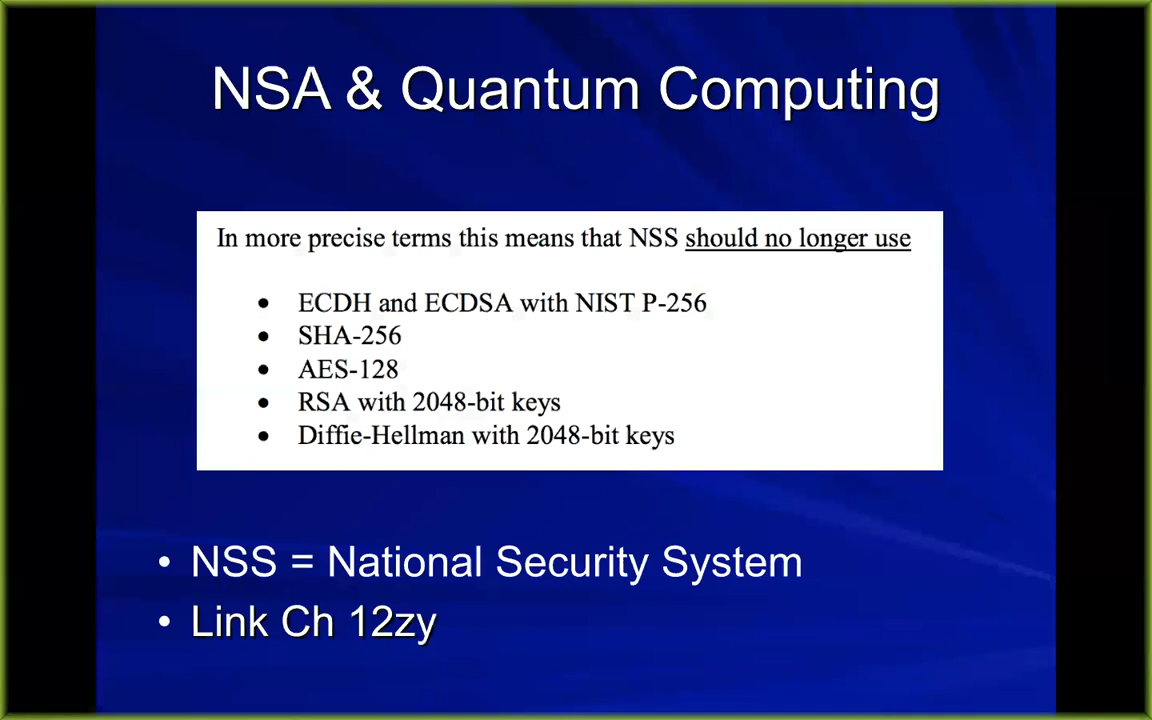 NSA & Quantum Computing
In more precise terms this means that NSS should no longer use
• ECDH and ECDSA with NIST P-256
• SHA-256
• AES-128
• RSA with 2048-bit keys
• Diffie-Hellman with 2048-bit keys
• NSS = National Security System
• Link Ch 12zy